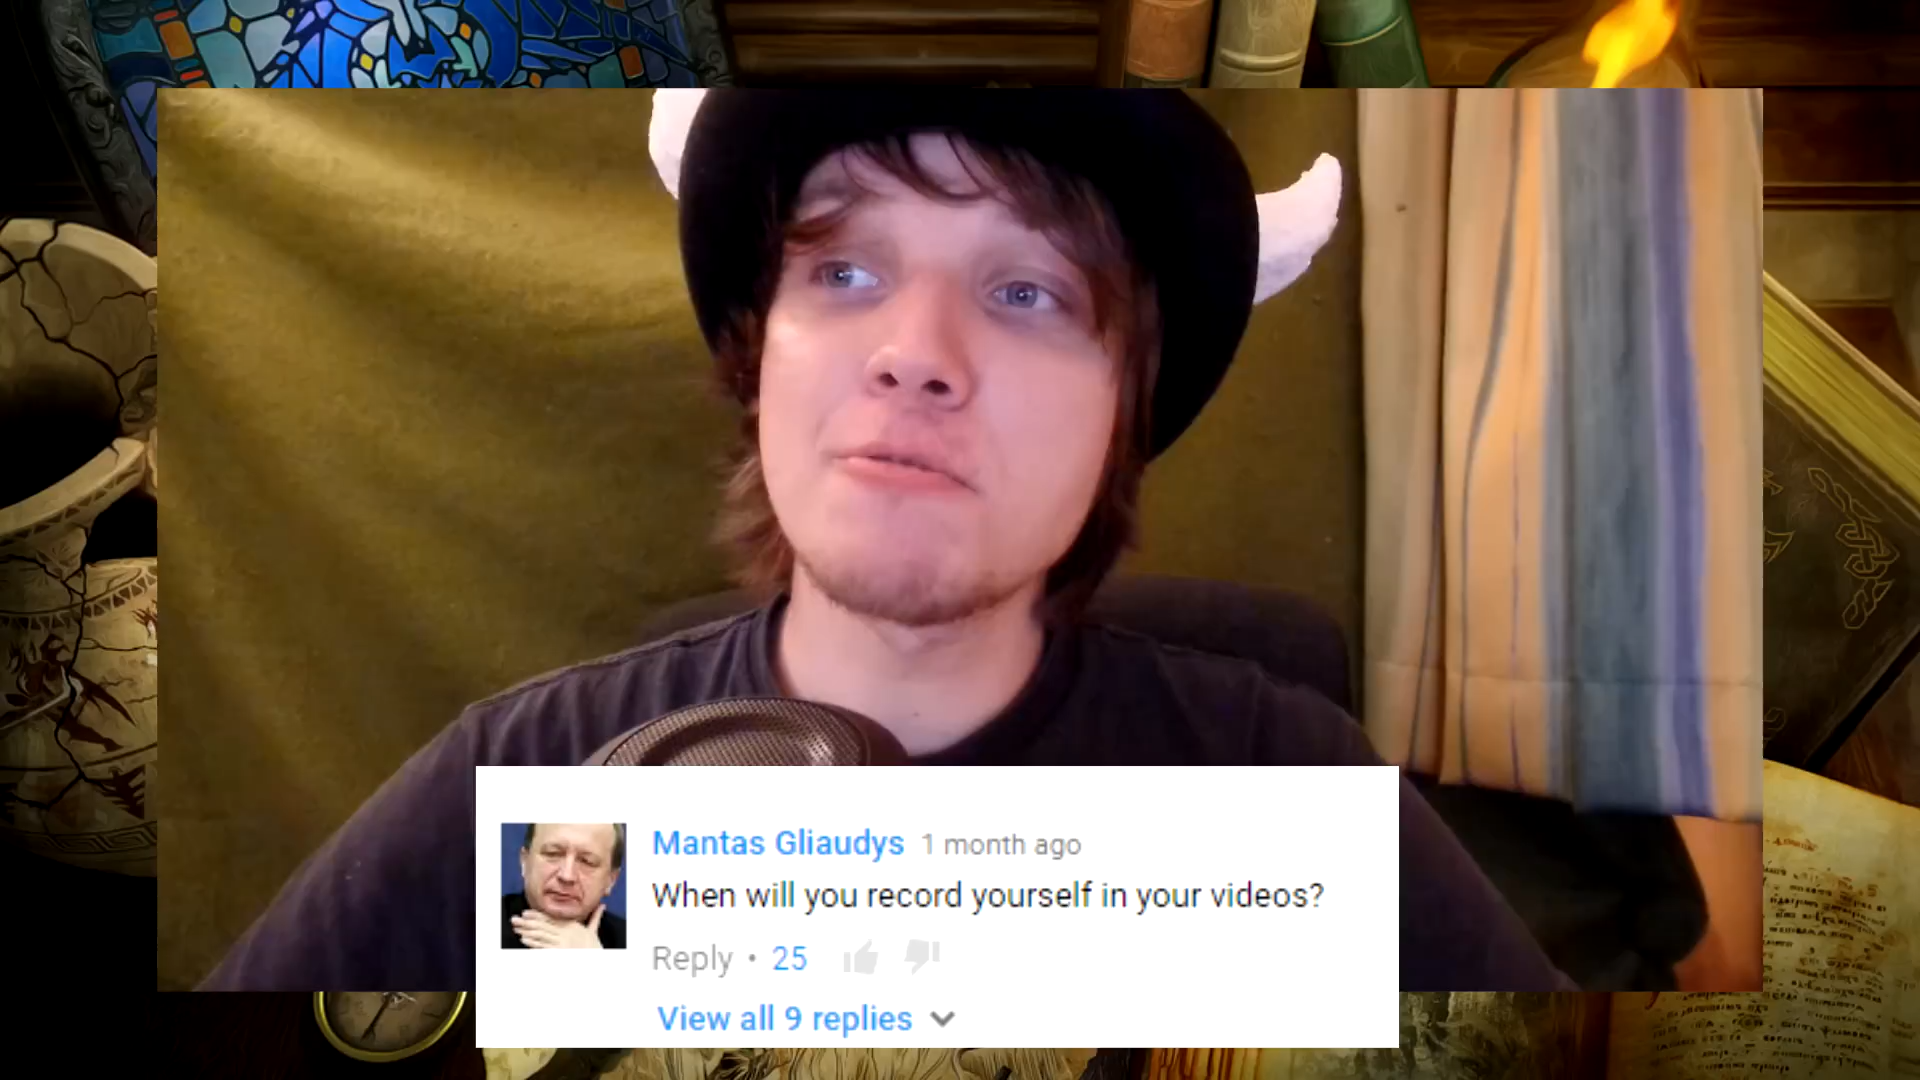 Mantas Gliaudys 1 month ago
When will you record yourself in your videos?
Reply • 25
View all 9 replies